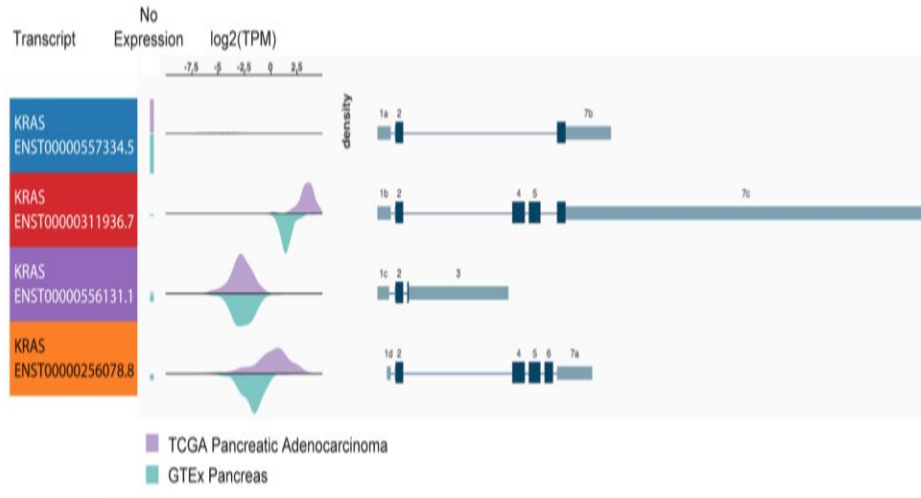 No
Transcript Expression log2(TPM)
-7,5 -5 -2,5 0 2,5
density
KRAS
ENST00000557334.5
1a 2 7b
KRAS
ENST00000311936.7
1b 2 4 5 7c
KRAS
ENST00000556131.1
1c 2 3
KRAS
ENST00000256078.8
1d 2 4 5 6 7a
TCGA Pancreatic Adenocarcinoma
GTEx Pancreas